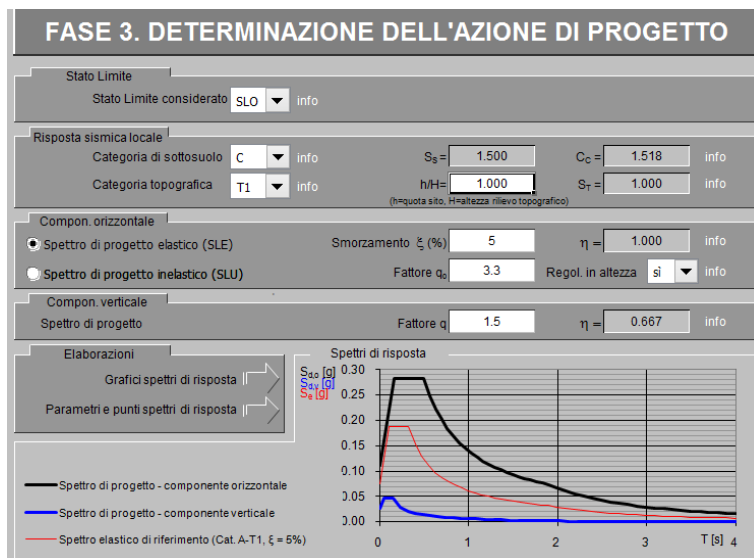 FASE 3. DETERMINAZIONE DELL'AZIONE DI PROGETTO
Stato Limite
Stato Limite considerato SLO info
Risposta sismica locale
Categoria di sottosuolo C info SS = 1.500 CC = 1.518 info
Categoria topografica T1 info h/H= 1.000 ST = 1.000 info
(h=quota sito, H=altezza rilievo topografico)
Compon. orizzontale
Spettro di progetto elastico (SLE) Smorzamento ξ (%) 5 η = 1.000 info
Spettro di progetto inelastico (SLU) Fattore qo 3.3 Regol. in altezza sì info
Compon. verticale
Spettro di progetto Fattore q 1.5 η = 0.667 info
Elaborazioni
Grafici spettri di risposta
Parametri e punti spettri di risposta
Spettri di risposta
Sd,o [g]
Sd,v [g]
Se [g]
0.30
0.25
0.20
0.15
0.10
0.05
0.00
0 1 2 3 T [s] 4
Spettro di progetto - componente orizzontale
Spettro di progetto - componente verticale
Spettro elastico di riferimento (Cat. A-T1, ξ = 5%)